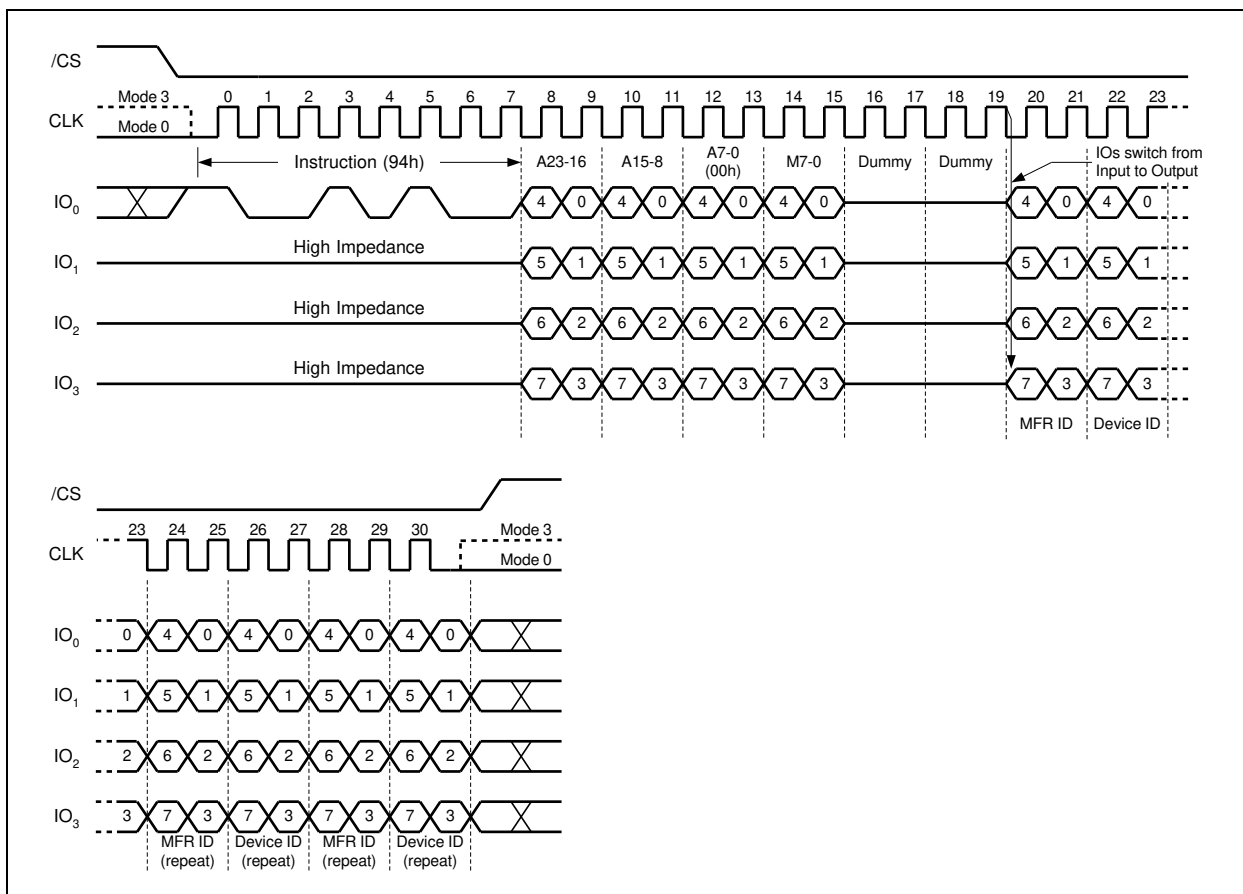 /CS
Mode 3
0 1 2 3 4 5 6 7 8 9 10 11 12 13 14 15 16 17 18 19 20 21 22 23
CLK
Mode 0
Instruction (94h) A23-16 A15-8 A7-0 (00h) M7-0 Dummy Dummy IOs switch from
Input to Output
IO0 4 0 4 0 4 0 4 0 4 0 4 0
High Impedance
IO1 5 1 5 1 5 1 5 1 5 1 5 1
High Impedance
IO2 6 2 6 2 6 2 6 2 6 2 6 2
High Impedance
IO3 7 3 7 3 7 3 7 3 7 3 7 3
MFR ID Device ID
/CS
23 24 25 26 27 28 29 30 Mode 3
CLK
Mode 0
IO0 0 4 0 4 0 4 0 4 0
IO1 1 5 1 5 1 5 1 5 1
IO2 2 6 2 6 2 6 2 6 2
IO3 3 7 3 7 3 7 3 7 3
MFR ID Device ID MFR ID Device ID
(repeat) (repeat) (repeat) (repeat)